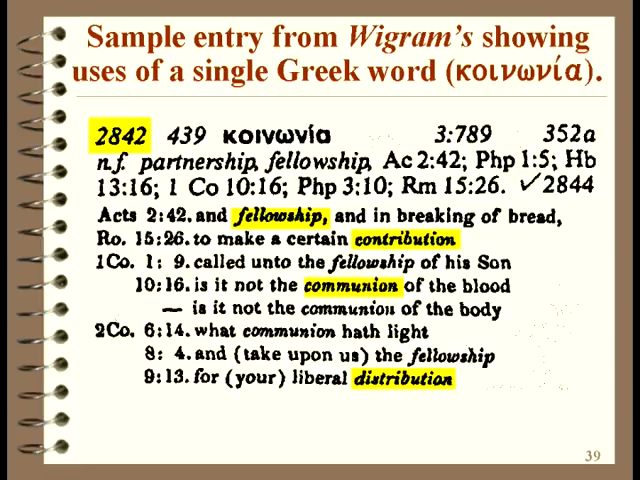 Sample entry from Wigram's showing
uses of a single Greek word (κοινωνία).
2842 439 κοινωνία 3:789 352a
n.f. partnership, fellowship, Ac 2:42; Php 1:5; Hb
13:16; 1 Co 10:16; Php 3:10; Rm 15:26. ✓2844
Acts 2:42. and fellowship, and in breaking of bread,
Ro. 15:26. to make a certain contribution
1Co. 1: 9. called unto the fellowship of his Son
10:16. is it not the communion of the blood
— is it not the communion of the body
2Co. 6:14. what communion hath light
8: 4. and (take upon us) the fellowship
9:13. for (your) liberal distribution
39